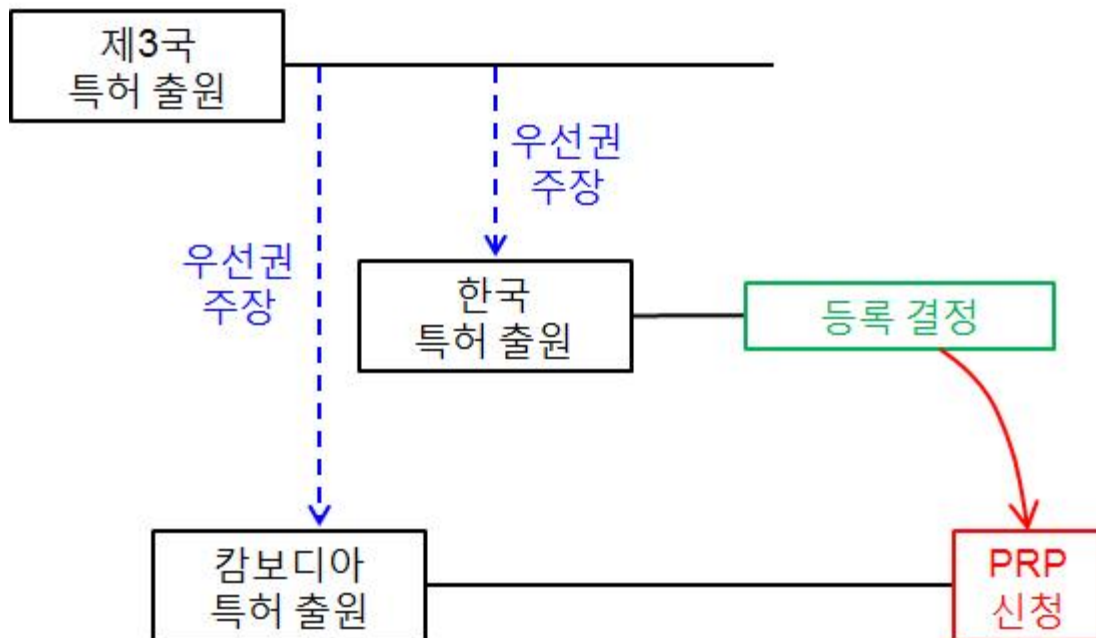 제3국
특허 출원
우선권
주장
우선권
주장
한국
특허 출원
등록 결정
캄보디아
특허 출원
PRP
신청